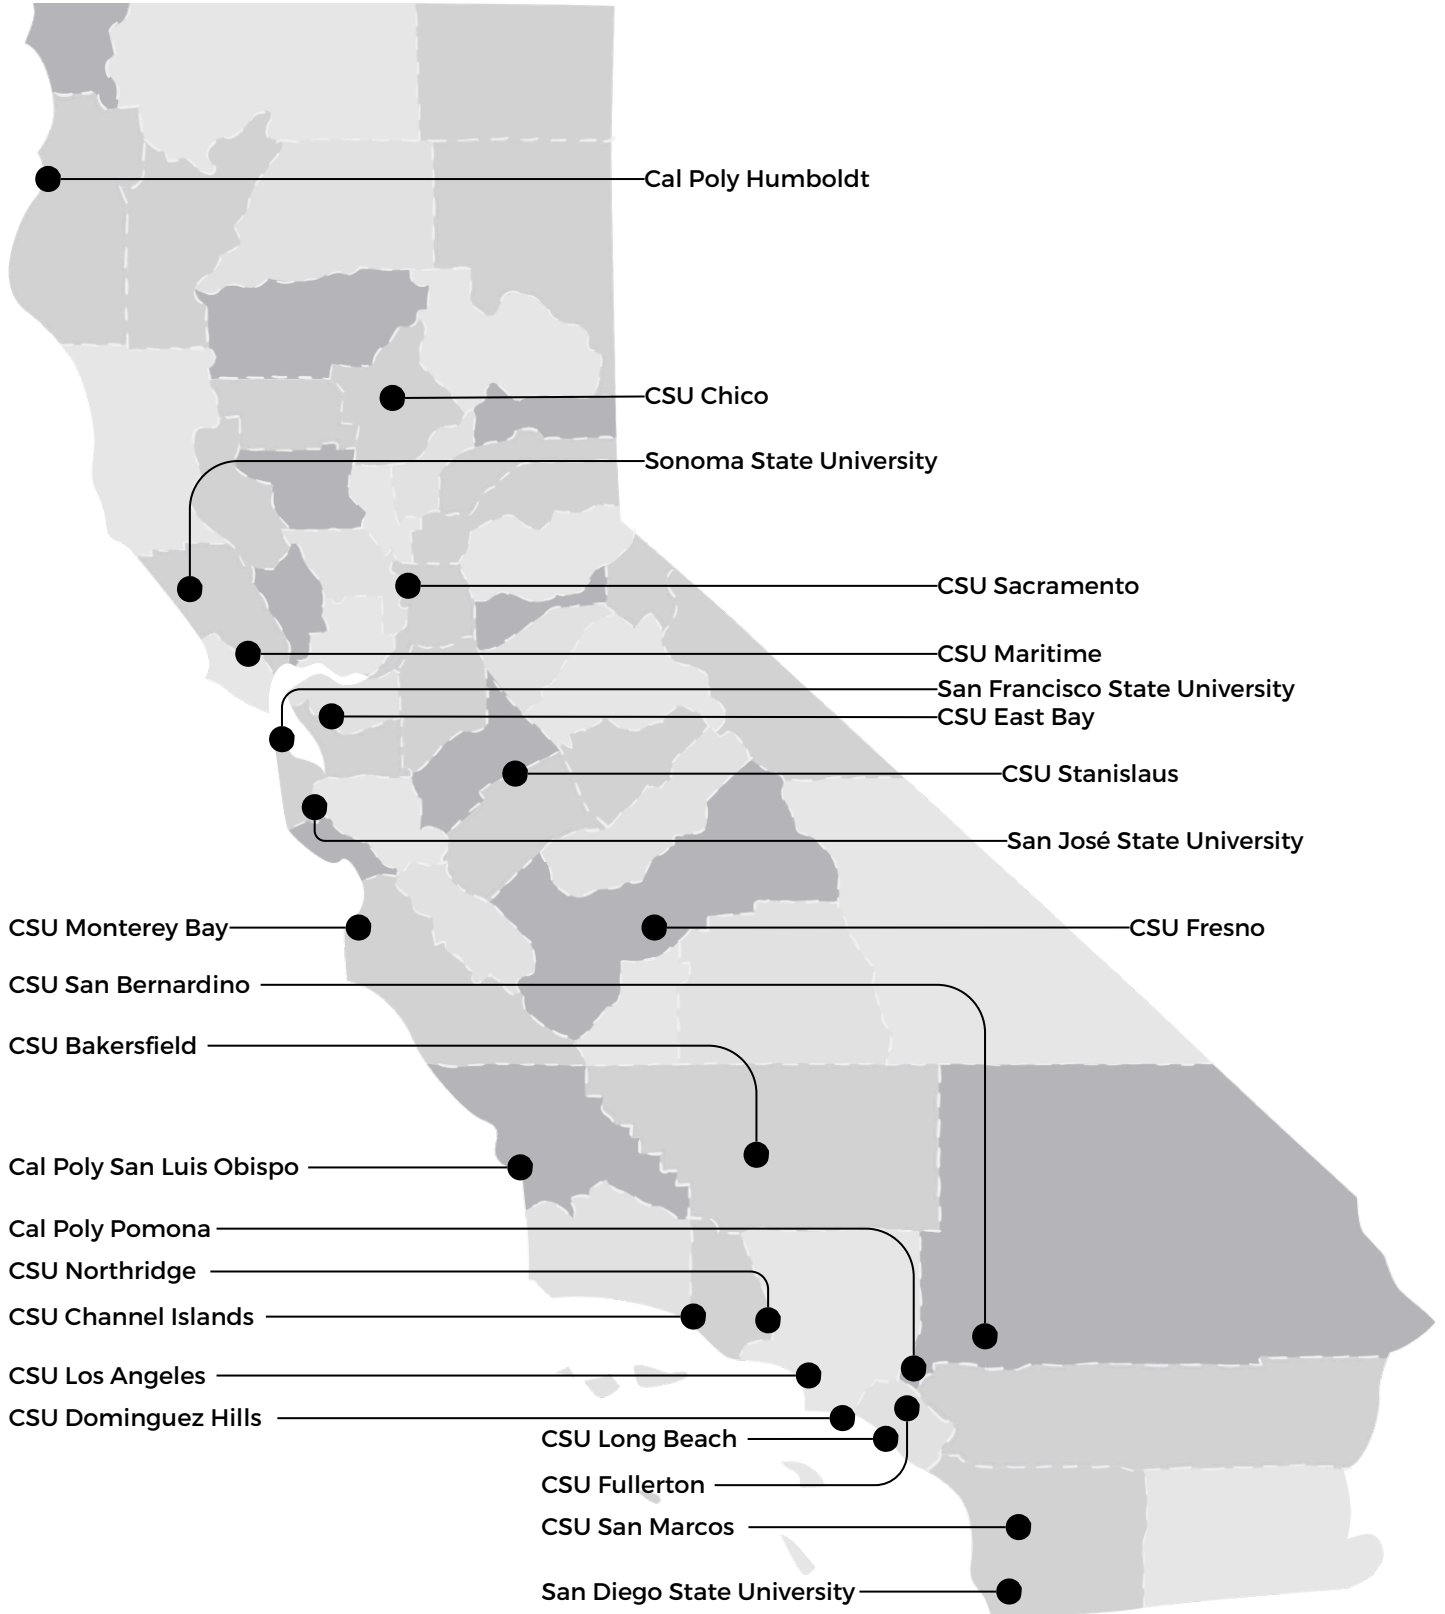 Cal Poly Humboldt
CSU Chico
Sonoma State University
CSU Sacramento
CSU Maritime
San Francisco State University
CSU East Bay
CSU Stanislaus
San José State University
CSU Monterey Bay
CSU Fresno
CSU San Bernardino
CSU Bakersfield
Cal Poly San Luis Obispo
Cal Poly Pomona
CSU Northridge
CSU Channel Islands
CSU Los Angeles
CSU Dominguez Hills
CSU Long Beach
CSU Fullerton
CSU San Marcos
San Diego State University